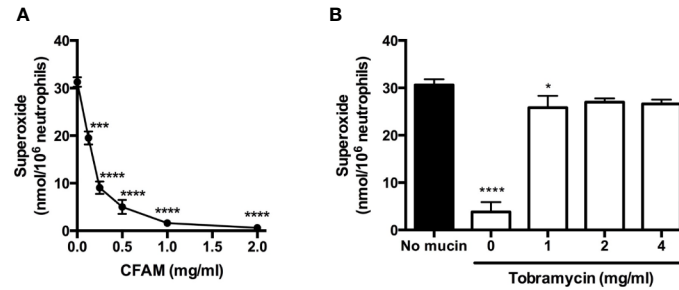 A
Superoxide
(nmol/10⁶ neutrophils)
40
30
20
10
0
***
****
****
****
****
0.0
0.5
1.0
1.5
2.0
CFAM (mg/ml)
B
Superoxide
(nmol/10⁶ neutrophils)
40
30
20
10
0
****
*
No mucin
0
1
2
4
Tobramycin (mg/ml)